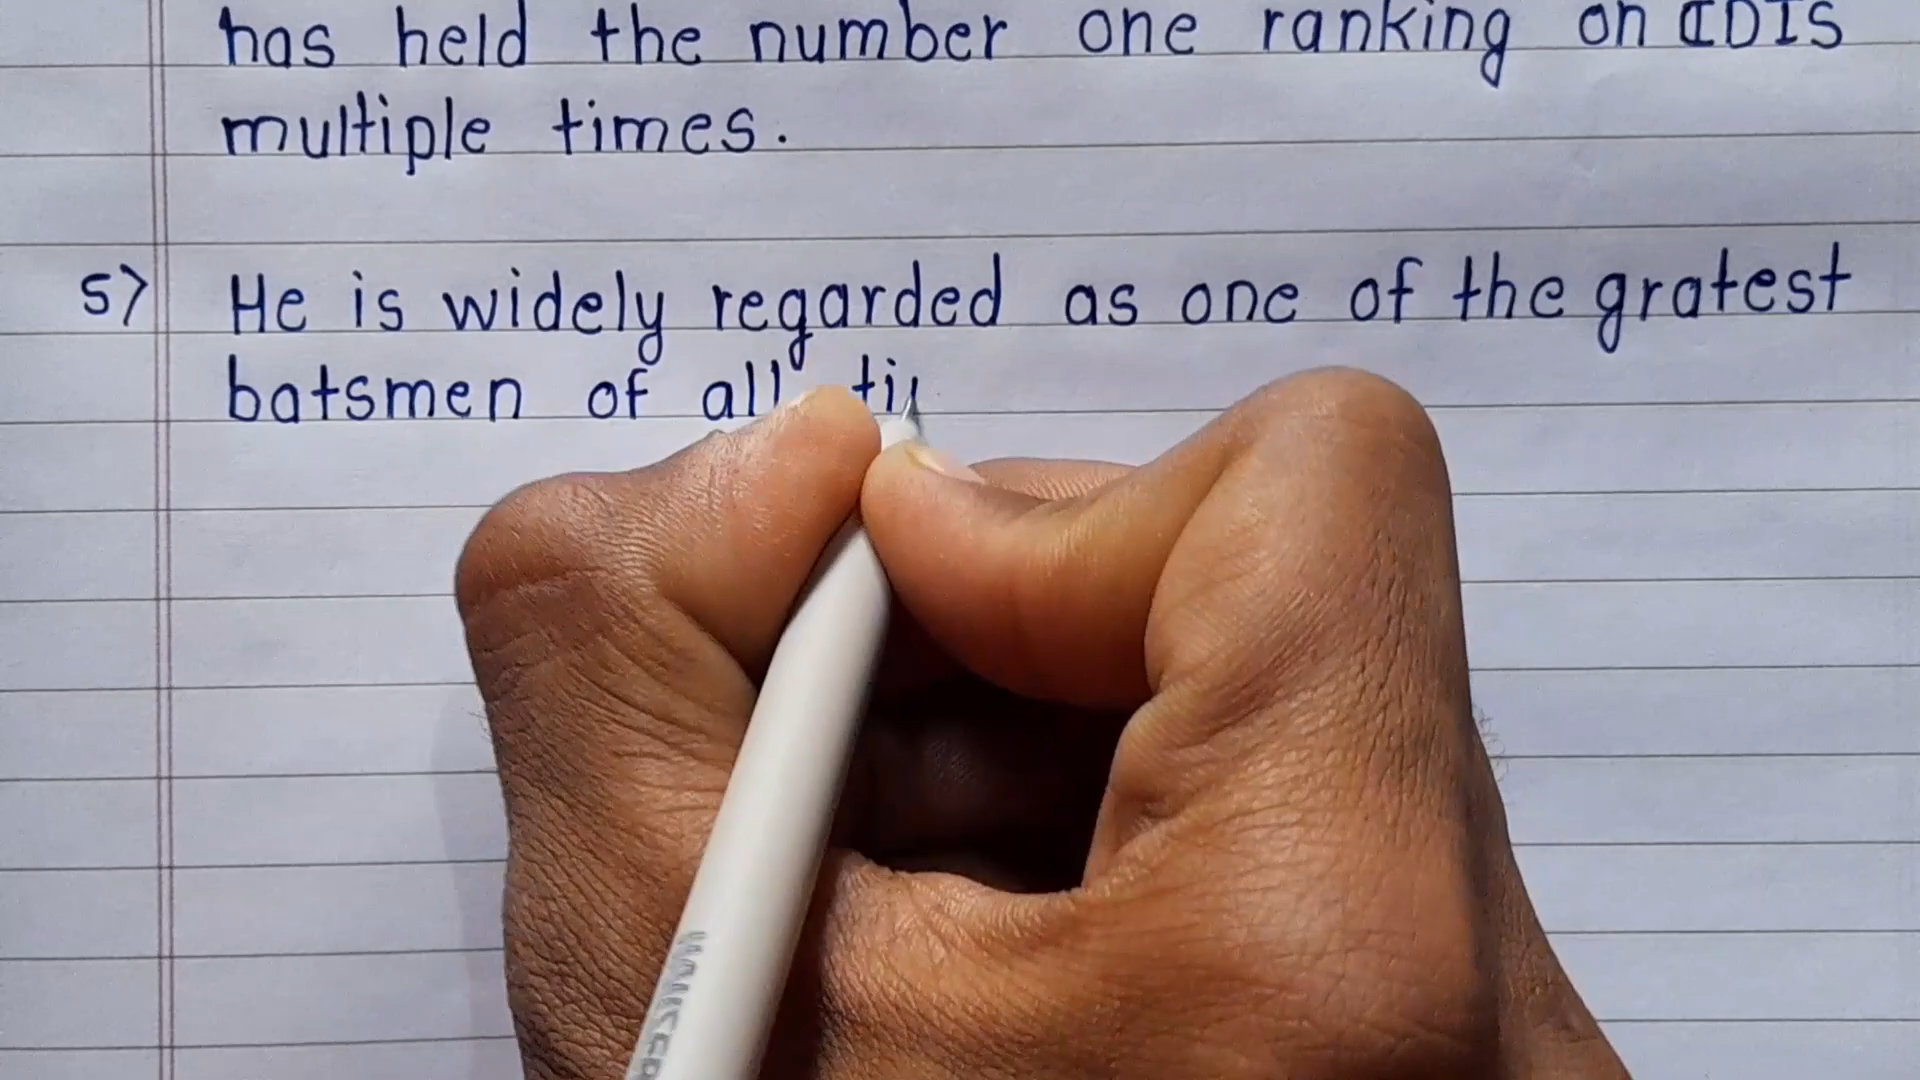 has held the number one ranking on
multiple times.
5) He is widely regarded as one of the gratest
batsmen of all